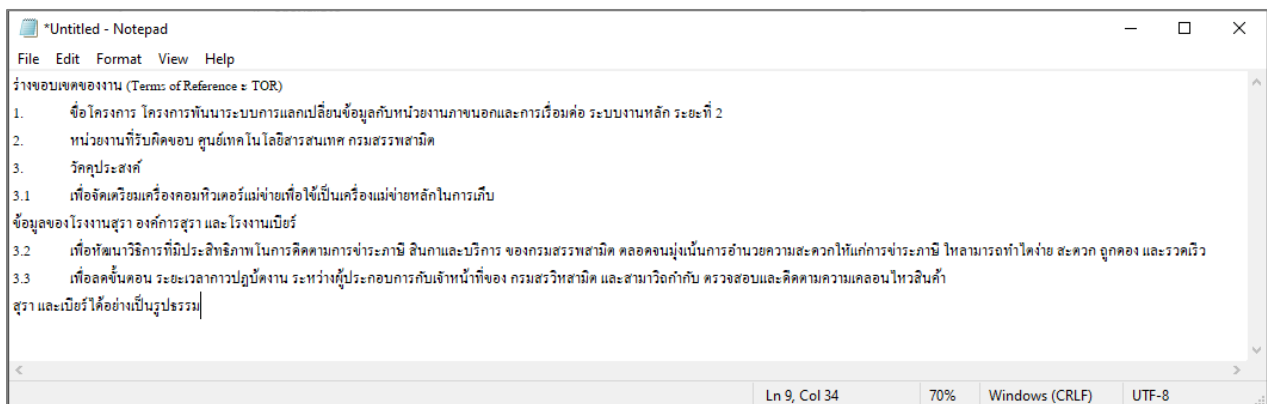 *Untitled - Notepad
File Edit Format View Help
ร่างขอบเขตของงาน (Terms of Reference ะ TOR)
1. ชื่อโครงการ โครงการพันนาระบบการแลกเปลี่ยนข้อมูลกับหน่วยงานภาขนอกและการเรื่อมต่อ ระบบงานหลัก ระยะที่ 2
2. หน่วยงานที่รับผิดขอบ ศูนย์เทคโนโลยีสารสนเทศ กรมสรรพสามิต
3. วัคคุประสงค์
3.1 เพื่อจัดเตรียมเครื่องคอมทิวเตอร์แม่ข่ายเพื่อใข้เป็นเครื่องแม่ข่ายหลักในการเภีบ
ข้อมูลของโรงงานสุรา องค์การสุรา และโรงงานเบียร์
3.2 เพื่อทัฒนาวิธิการที่มิประสิทธิภาพในการดิดตามการข่าระภาษิ สินกาและบริการ ของกรมสรรพสามิต ตลอดจนมุ่งเน้นการอำนวยความสะดวกให้แก่การข่าระภาษี ใหลามารถทำไดง่าย สะดวก ถูกตอง และรวดเร็ว
3.3 เพื่อลดขั้นตอน ระยะเวลากาวปฎบ้ตงาน ระทว่างผู้ประกอบการกับเจ้าหน้าที่ของ กรมสรวิทสามิต และสามาวิถกำกับ ตรวจสอบและดิดตามความเคลอนไหวสินค้า
สุรา และเบียร์ได้อย่างเป็นรูปธรรม
Ln 9, Col 34 70% Windows (CRLF) UTF-8